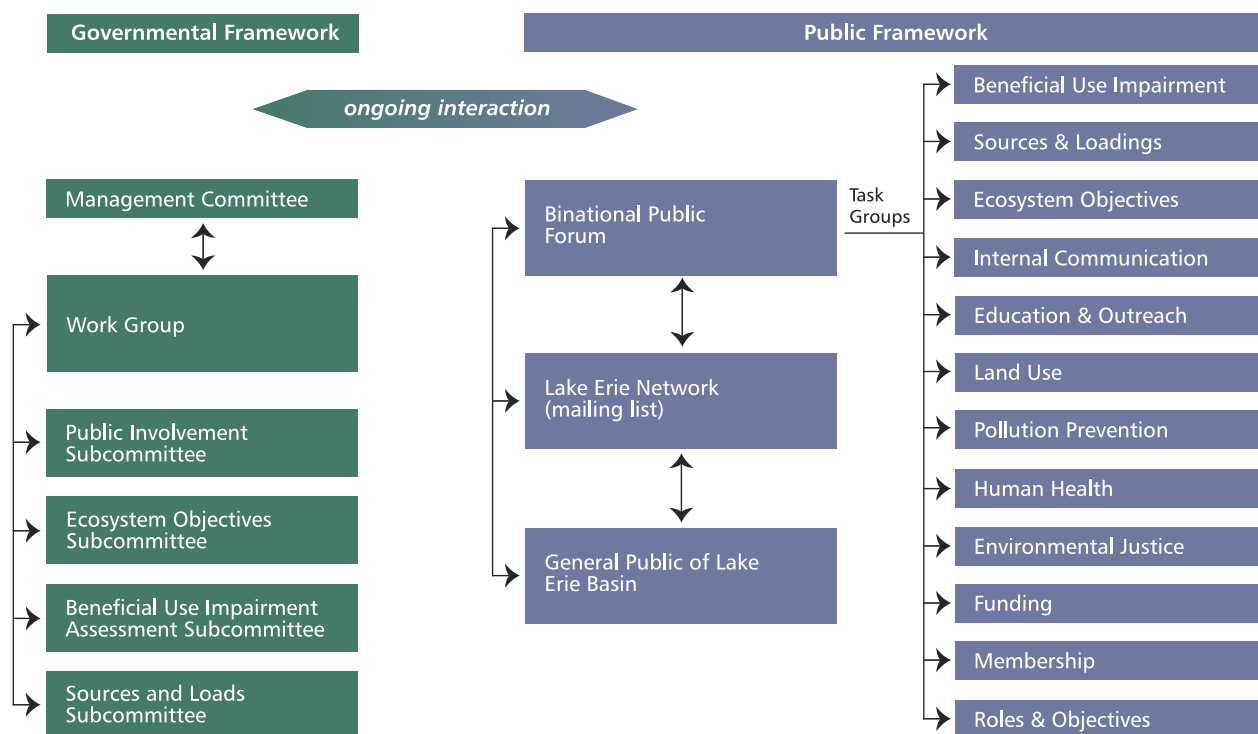 Governmental Framework
Public Framework
ongoing interaction
Management Committee
Work Group
Public Involvement
Subcommittee
Ecosystem Objectives
Subcommittee
Beneficial Use Impairment
Assessment Subcommittee
Sources and Loads
Subcommittee
Binational Public
Forum
Lake Erie Network
(mailing list)
General Public of Lake
Erie Basin
Task
Groups
Beneficial Use Impairment
Sources & Loadings
Ecosystem Objectives
Internal Communication
Education & Outreach
Land Use
Pollution Prevention
Human Health
Environmental Justice
Funding
Membership
Roles & Objectives